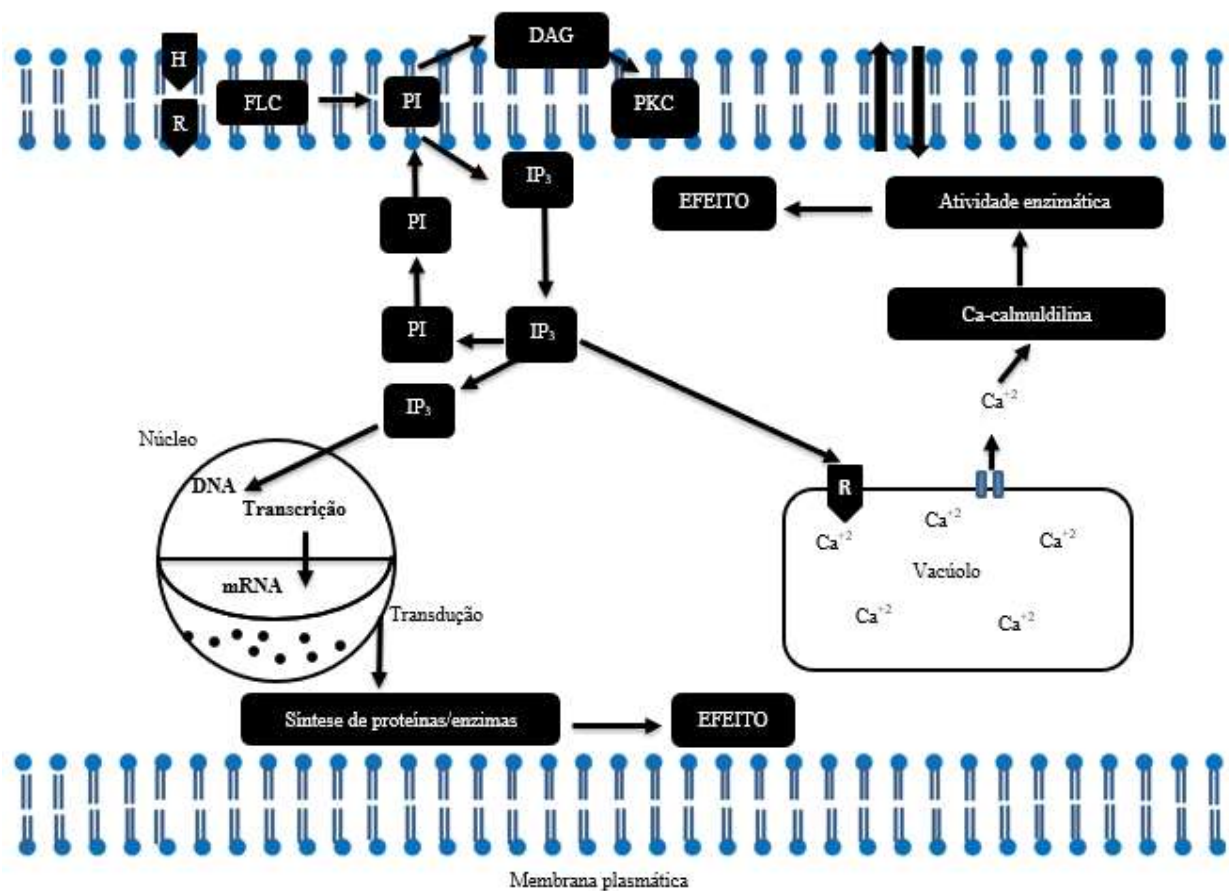 DAG
H
FLC
PI
PKC
R
IP₃
EFEITO
Atividade enzimática
PI
Ca-calmuldilina
PI
IP₃
Ca⁺²
IP₃
Núcleo
DNA
R
Transcrição
Ca⁺²
Ca⁺²
Ca⁺²
Vacúolo
mRNA
Transdução
Ca⁺²
Ca⁺²
Síntese de proteínas/enzimas
EFEITO
Membrana plasmática